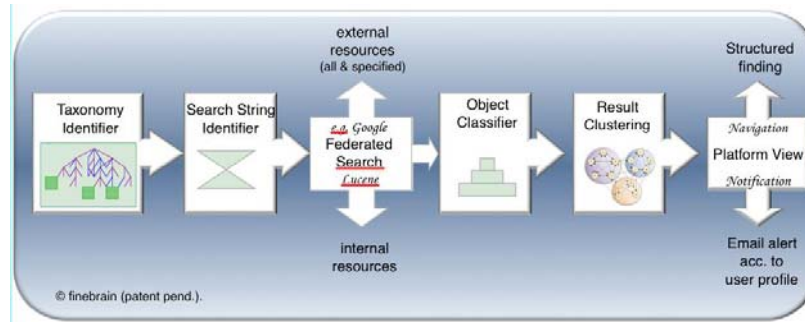 external
resources
(all & specified)
Structured
finding
Taxonomy
Identifier
Search String
Identifier
e.g. Google
Federated
Search
Lucene
Object
Classifier
Result
Clustering
Navigation
Platform View
Notification
internal
resources
Email alert
acc. to
user profile
© finebrain (patent pend.).